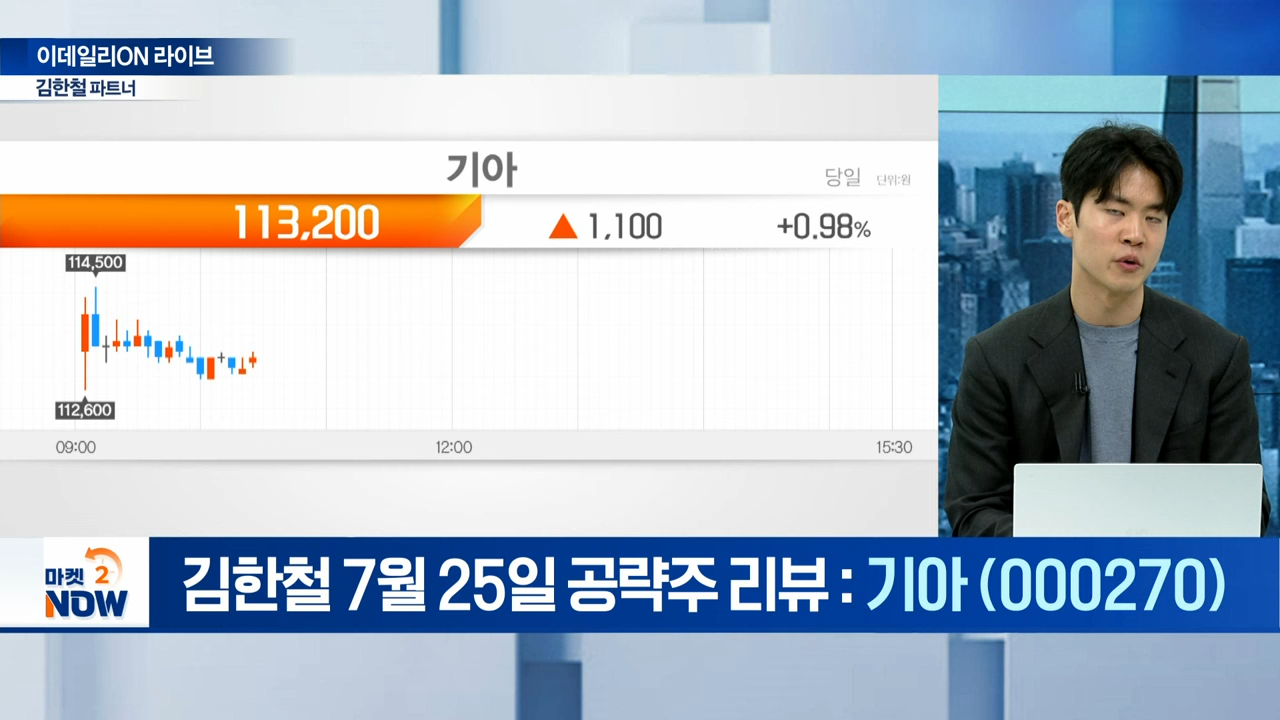 이데일리ON 라이브
김한철 파트너
기아
당일 단위:원
113,200 ▲ 1,100 +0.98%
114,500
112,600
09:00 12:00 15:30
마켓 2
NOW
김한철 7월 25일 공략주 리뷰 : 기아 (000270)